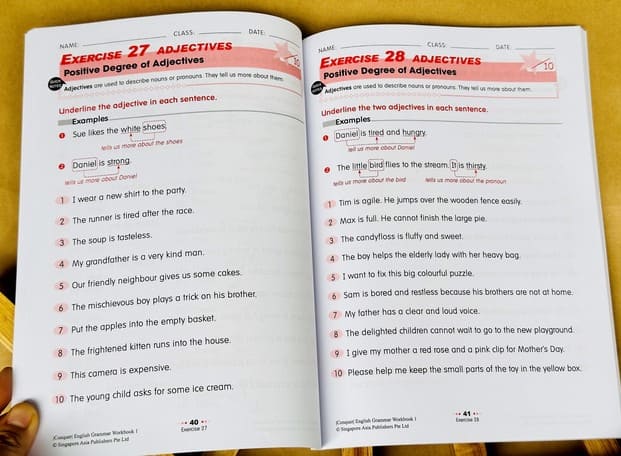 NAME: CLASS: DATE:
EXERCISE 27 ADJECTIVES
10
Positive Degree of Adjectives
Adjectives are used to describe nouns or pronouns. They tell us more about them.
Underline the adjective in each sentence.
Examples
1 Sue likes the white shoes.
tells us more about the shoes
2 Daniel is strong.
tells us more about Daniel
1 I wear a new shirt to the party.
2 The runner is tired after the race.
3 The soup is tasteless.
4 My grandfather is a very kind man.
5 Our friendly neighbour gives us some cakes.
6 The mischievous boy plays a trick on his brother.
7 Put the apples into the empty basket.
8 The frightened kitten runs into the house.
9 This camera is expensive.
10 The young child asks for some ice cream.
(Conquer) English Grammar Workbook 1
© Singapore Asia Publishers Pte Ltd
40
Exercise 27
NAME: CLASS: DATE:
EXERCISE 28 ADJECTIVES
10
Positive Degree of Adjectives
Adjectives are used to describe nouns or pronouns. They tell us more about them.
Underline the two adjectives in each sentence.
Examples
1 Daniel is tired and hungry.
tell us more about Daniel
2 The little bird flies to the stream. It is thirsty.
tells us more about the bird tells us more about the pronoun
1 Tim is agile. He jumps over the wooden fence easily.
2 Max is full. He cannot finish the large pie.
3 The candyfloss is fluffy and sweet.
4 The boy helps the elderly lady with her heavy bag.
5 I want to fix this big colourful puzzle.
6 Sam is bored and restless because his brothers are not at home.
7 My father has a clear and loud voice.
8 The delighted children cannot wait to go to the new playground.
9 I give my mother a red rose and a pink clip for Mother's Day.
10 Please help me keep the small parts of the toy in the yellow box.
(Conquer) English Grammar Workbook 1
© Singapore Asia Publishers Pte Ltd
41
Exercise 28